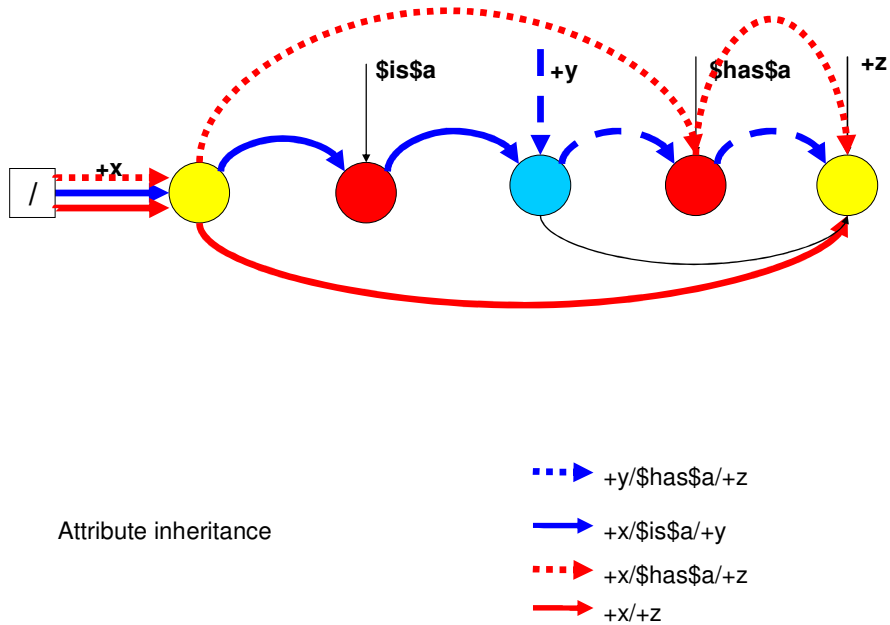 $is$a
+y
$has$a
+z
+x
/
+y/$has$a/+z
Attribute inheritance
+x/$is$a/+y
+x/$has$a/+z
+x/+z